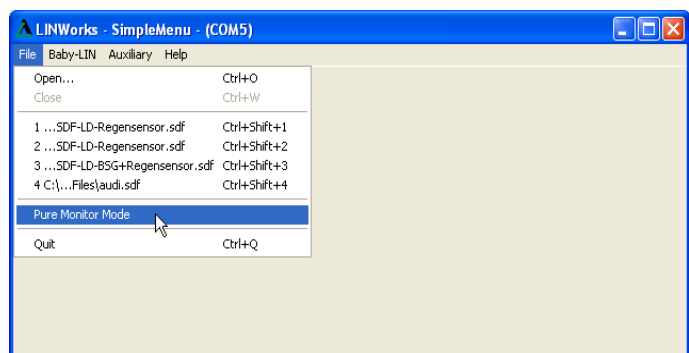 LINWorks - SimpleMenu - (COM5)
File Baby-LIN Auxiliary Help
Open... Ctrl+O
Close Ctrl+W
1 ...SDF-LD-Regensensor.sdf Ctrl+Shift+1
2 ...SDF-LD-Regensensor.sdf Ctrl+Shift+2
3 ...SDF-LD-BSG+Regensensor.sdf Ctrl+Shift+3
4 C:\...Files\audi.sdf Ctrl+Shift+4
Pure Monitor Mode
Quit Ctrl+Q